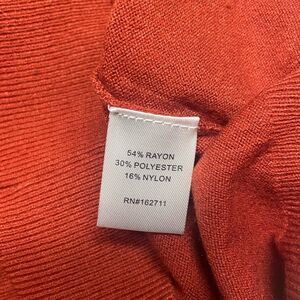 54% RAYON
30% POLYESTER
16% NYLON
RN#162711